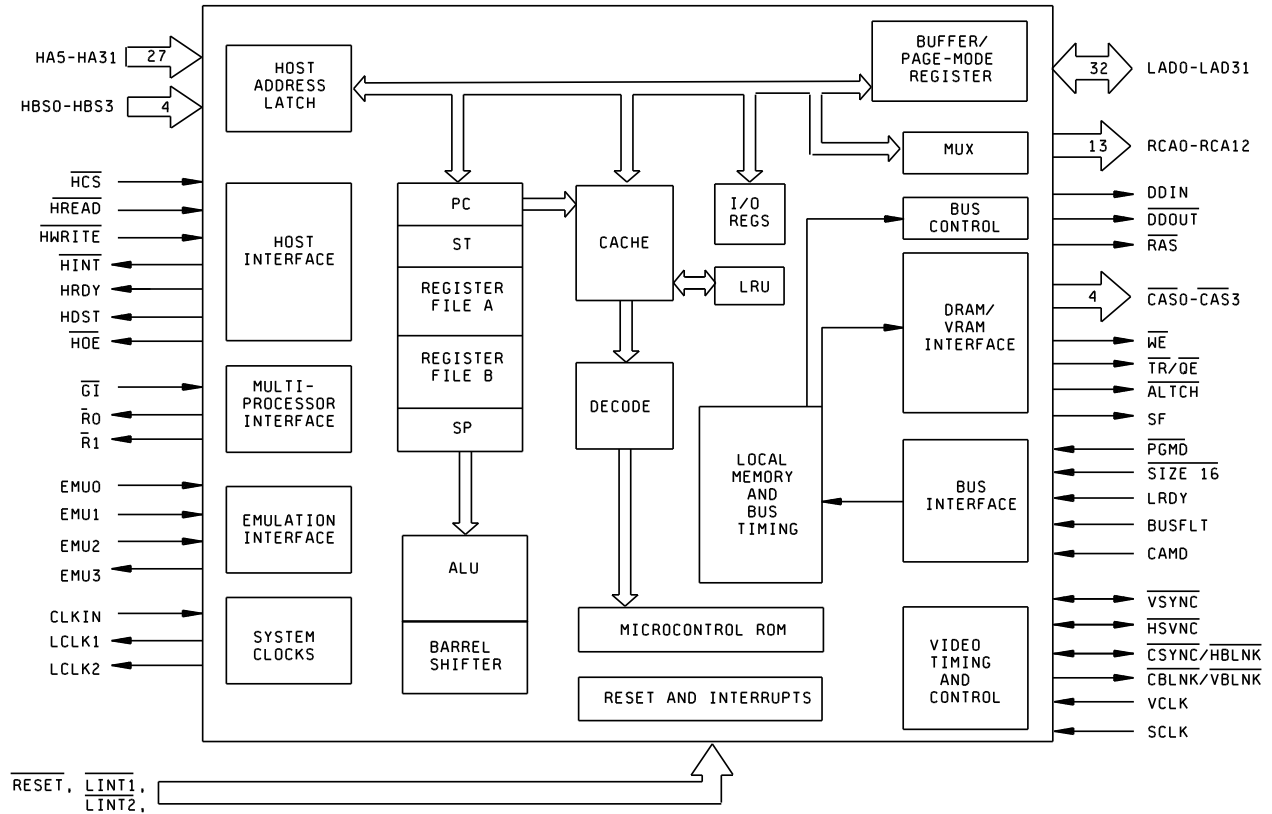 HA5-HA31
27
HBS0-HBS3
4
HCS
HREAD
HWRITE
HINT
HRDY
HDST
HOE
GI
R0
R1
EMU0
EMU1
EMU2
EMU3
CLKIN
LCLK1
LCLK2
RESET, LINT1,
LINT2,
HOST
ADDRESS
LATCH
HOST
INTERFACE
MULTI-
PROCESSOR
INTERFACE
EMULATION
INTERFACE
SYSTEM
CLOCKS
PC
ST
REGISTER
FILE A
REGISTER
FILE B
SP
ALU
BARREL
SHIFTER
CACHE
DECODE
MICROCONTROL ROM
RESET AND INTERRUPTS
I/O
REGS
LRU
LOCAL
MEMORY
AND
BUS
TIMING
BUFFER/
PAGE-MODE
REGISTER
MUX
BUS
CONTROL
DRAM/
VRAM
INTERFACE
BUS
INTERFACE
VIDEO
TIMING
AND
CONTROL
32
LAD0-LAD31
13
RCA0-RCA12
DDIN
DDOUT
RAS
4
CAS0-CAS3
WE
TR/QE
ALTCH
SF
PGMD
SIZE 16
LRDY
BUSFLT
CAMD
VSYNC
HSVNC
CSYNC/HBLNK
CBLNK/VBLNK
VCLK
SCLK